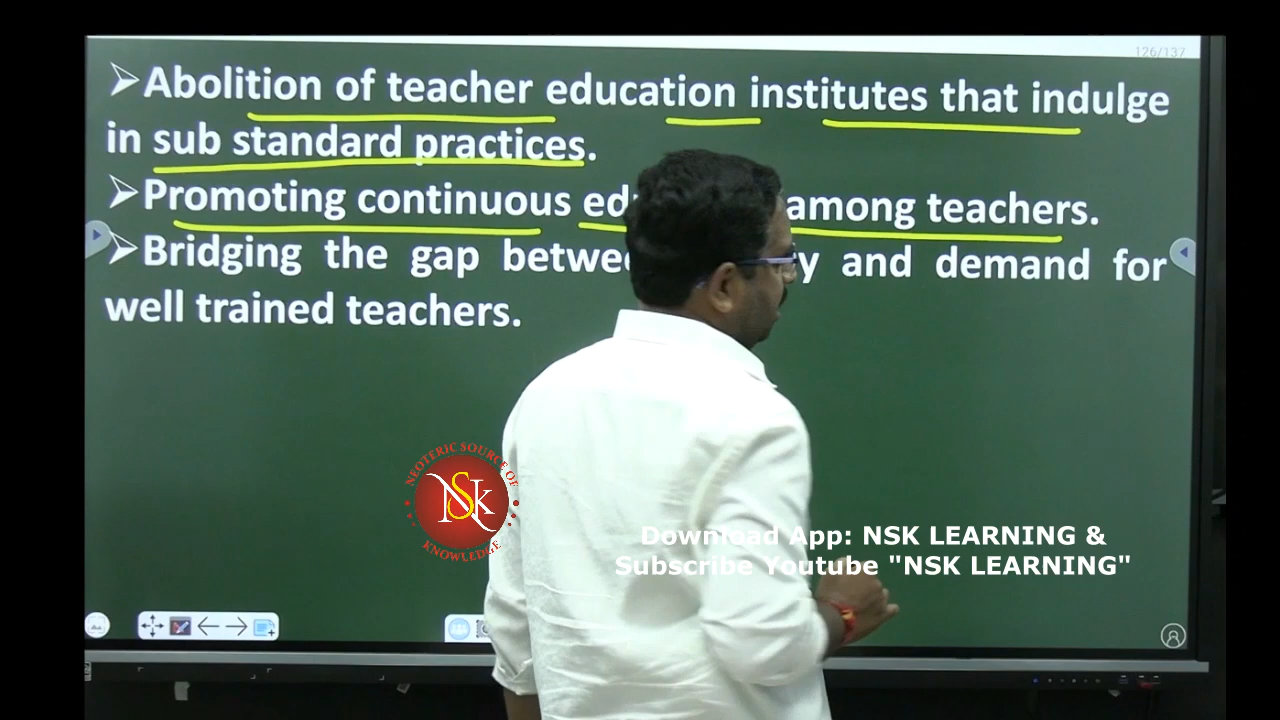 126/137
➢Abolition of teacher education institutes that indulge
in sub standard practices.
➢Promoting continuous among teachers.
➢Bridging the gap and demand for
well trained teachers.
NEOTERIC SOURCE OF
NSK
KNOWLEDGE
Download App: NSK LEARNING &
Subscribe Youtube "NSK LEARNING"